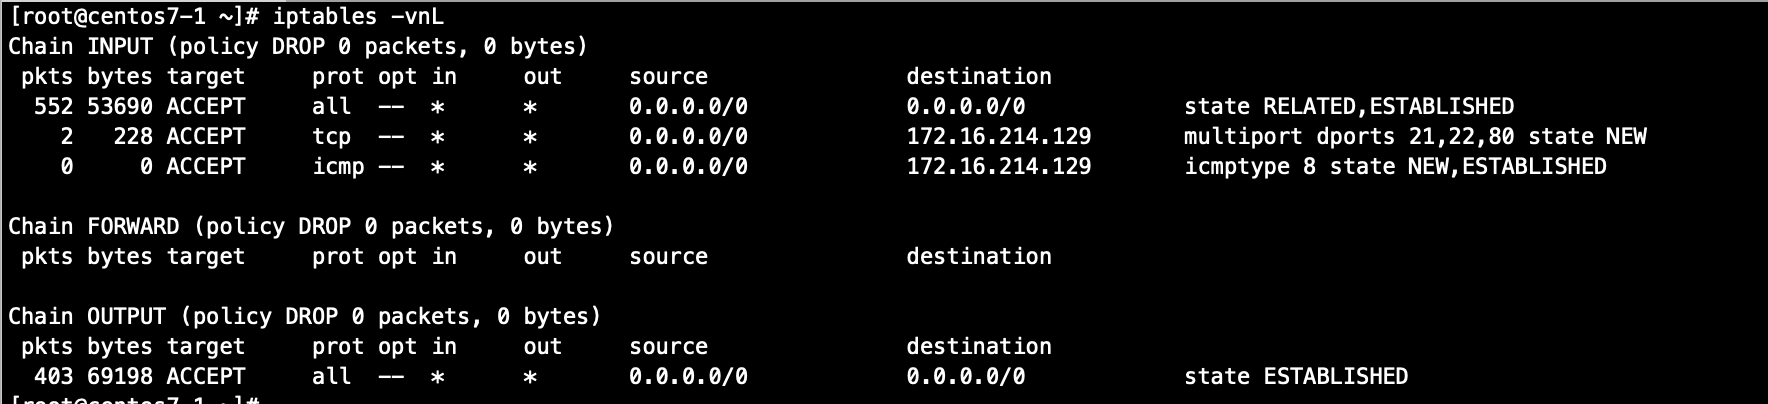 [root@centos7-1 ~]# iptables -vnL
Chain INPUT (policy DROP 0 packets, 0 bytes)
 pkts bytes target     prot opt in     out     source               destination
  552 53690 ACCEPT     all  --  *      *       0.0.0.0/0            0.0.0.0/0            state RELATED,ESTABLISHED
    2   228 ACCEPT     tcp  --  *      *       0.0.0.0/0            172.16.214.129       multiport dports 21,22,80 state NEW
    0     0 ACCEPT     icmp --  *      *       0.0.0.0/0            172.16.214.129       icmptype 8 state NEW,ESTABLISHED
Chain FORWARD (policy DROP 0 packets, 0 bytes)
 pkts bytes target     prot opt in     out     source               destination
Chain OUTPUT (policy DROP 0 packets, 0 bytes)
 pkts bytes target     prot opt in     out     source               destination
  403 69198 ACCEPT     all  --  *      *       0.0.0.0/0            0.0.0.0/0            state ESTABLISHED
[root@centos7-1 ~]#